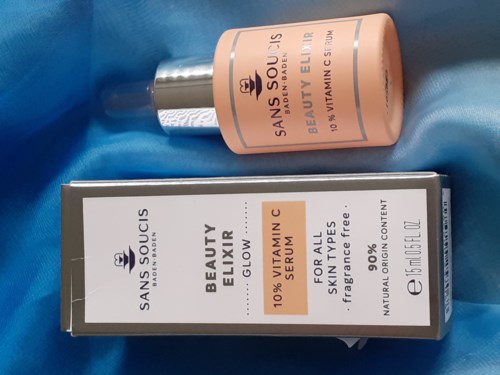 SANS SOUCIS
BADEN-BADEN
BEAUTY ELIXIR
10 % VITAMIN C SERUM
SANS SOUCIS
BADEN-BADEN
BEAUTY
ELIXIR
GLOW
10% VITAMIN C
SERUM
FOR ALL
SKIN TYPES
· fragrance free ·
90%
NATURAL ORIGIN CONTENT
℮ 15 ml 0.5 FL.OZ.